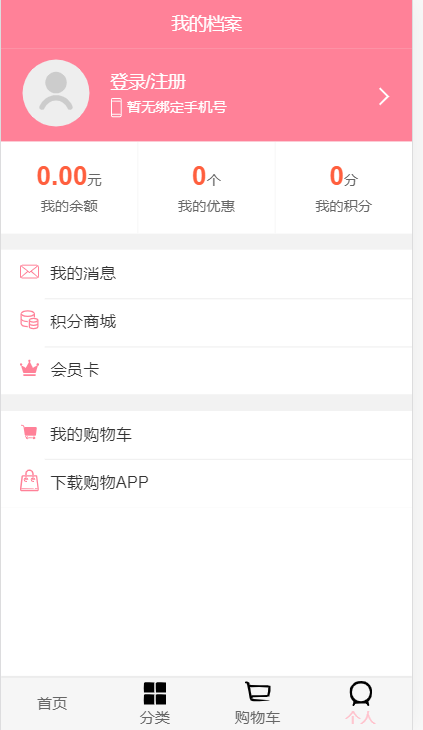 我的档案
登录/注册
暂无绑定手机号
0.00元 0个 0分
我的余额 我的优惠 我的积分
我的消息
积分商城
会员卡
我的购物车
下载购物APP
首页 分类 购物车 个人